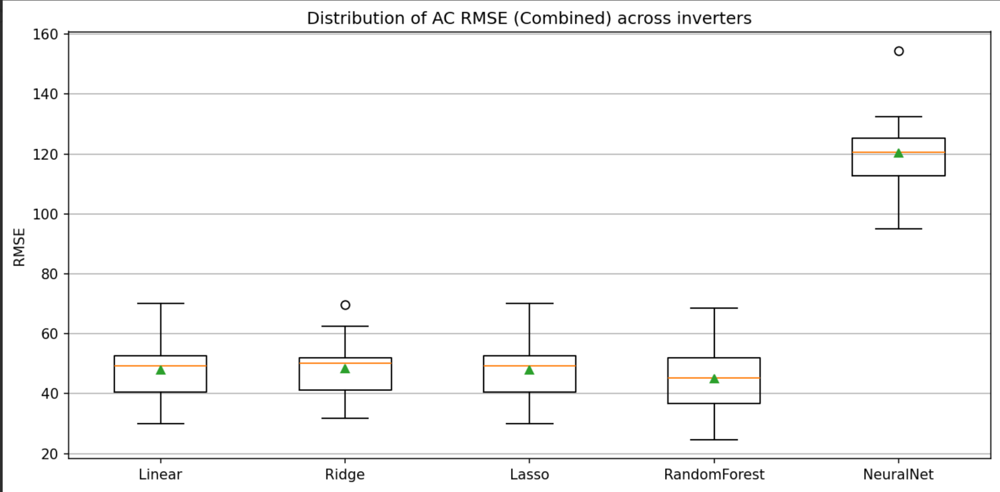 Distribution of AC RMSE (Combined) across inverters
160
140
120
100
80
60
40
20
RMSE
Linear Ridge Lasso RandomForest NeuralNet